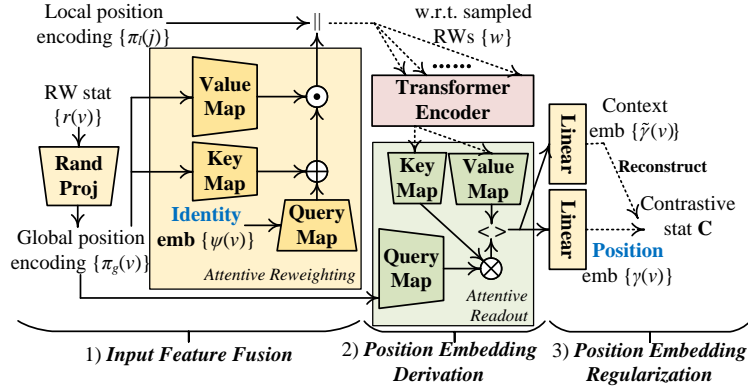 Local position
encoding {π_l(j)}
||
w.r.t. sampled
RWs {w}
......
RW stat
{r(v)}
Rand
Proj
Global position
encoding {π_g(v)}
Value
Map
Key
Map
Identity
emb {ψ(v)}
Query
Map
Attentive Reweighting
Transformer
Encoder
Key
Map
Value
Map
< >
Query
Map
Attentive
Readout
Linear
Linear
Context
emb {γ̃(v)}
Reconstruct
Contrastive
stat C
Position
emb {γ(v)}
1) Input Feature Fusion
2) Position Embedding
Derivation
3) Position Embedding
Regularization